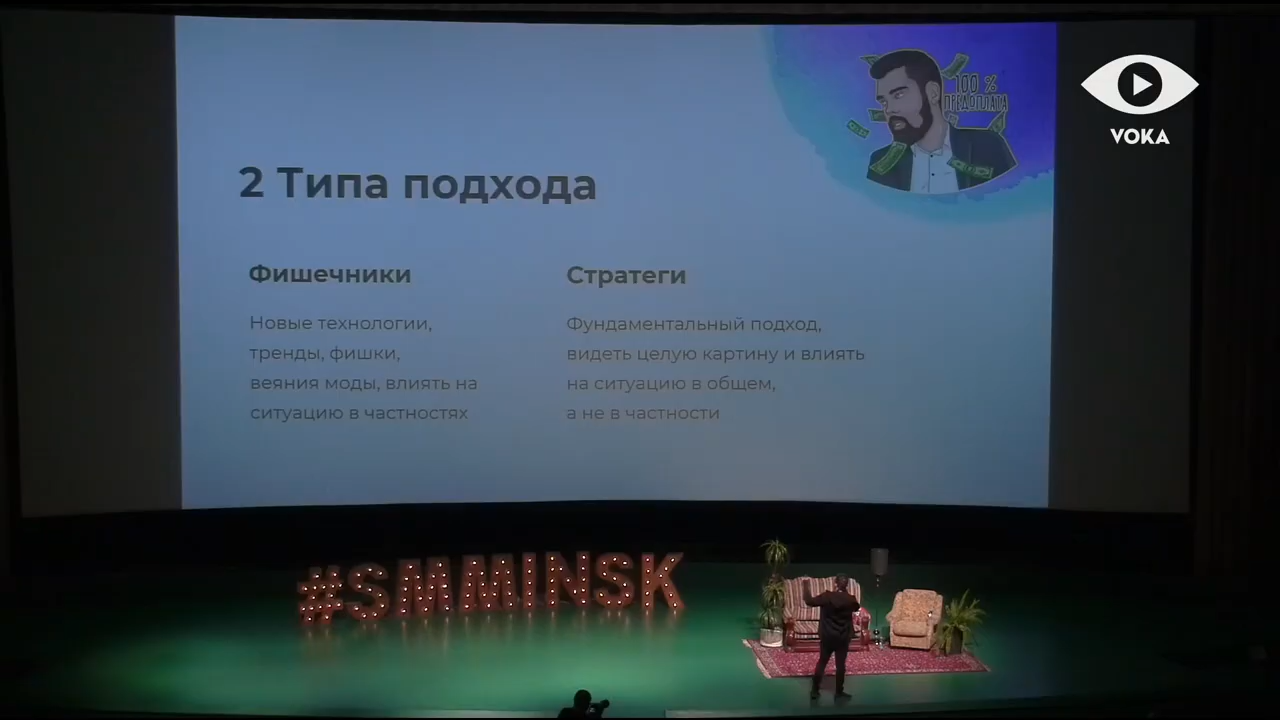 100 %
ПРЕДОПЛАТА
VOKA
2 Типа подхода
Фишечники
Новые технологии,
тренды, фишки,
веяния моды, влиять на
ситуацию в частностях
Стратеги
Фундаментальный подход,
видеть целую картину и влиять
на ситуацию в общем,
а не в частности
#SMMINSK